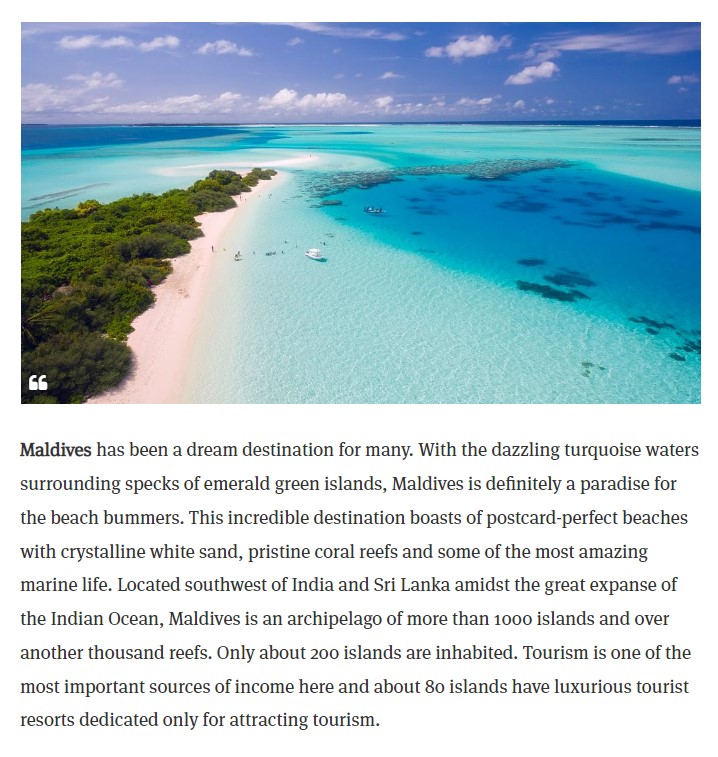 Maldives has been a dream destination for many. With the dazzling turquoise waters
surrounding specks of emerald green islands, Maldives is definitely a paradise for
the beach bummers. This incredible destination boasts of postcard-perfect beaches
with crystalline white sand, pristine coral reefs and some of the most amazing
marine life. Located southwest of India and Sri Lanka amidst the great expanse of
the Indian Ocean, Maldives is an archipelago of more than 1000 islands and over
another thousand reefs. Only about 200 islands are inhabited. Tourism is one of the
most important sources of income here and about 80 islands have luxurious tourist
resorts dedicated only for attracting tourism.